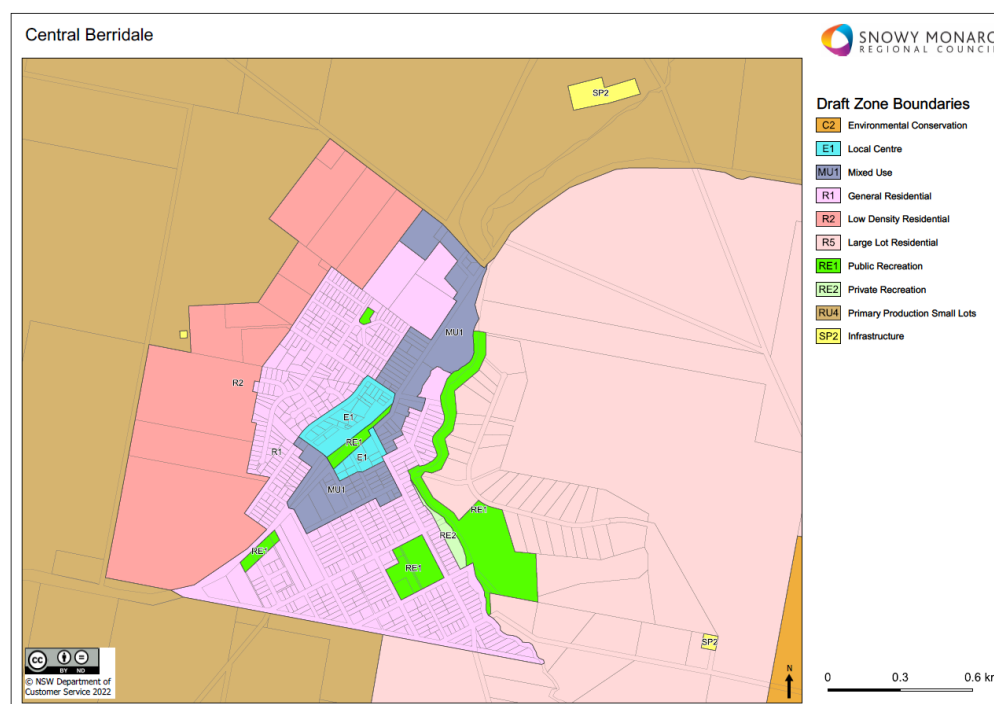 Central Berridale
SNOWY MONARO
REGIONAL COUNCIL
Draft Zone Boundaries
C2 Environmental Conservation
E1 Local Centre
MU1 Mixed Use
R1 General Residential
R2 Low Density Residential
R5 Large Lot Residential
RE1 Public Recreation
RE2 Private Recreation
RU4 Primary Production Small Lots
SP2 Infrastructure
SP2
MU1
R2
E1
RE1
R1
E1
MU1
RE1
RE2
RE1
RE1
SP2
cc
BY ND
© NSW Department of
Customer Service 2022
N
0 0.3 0.6 km